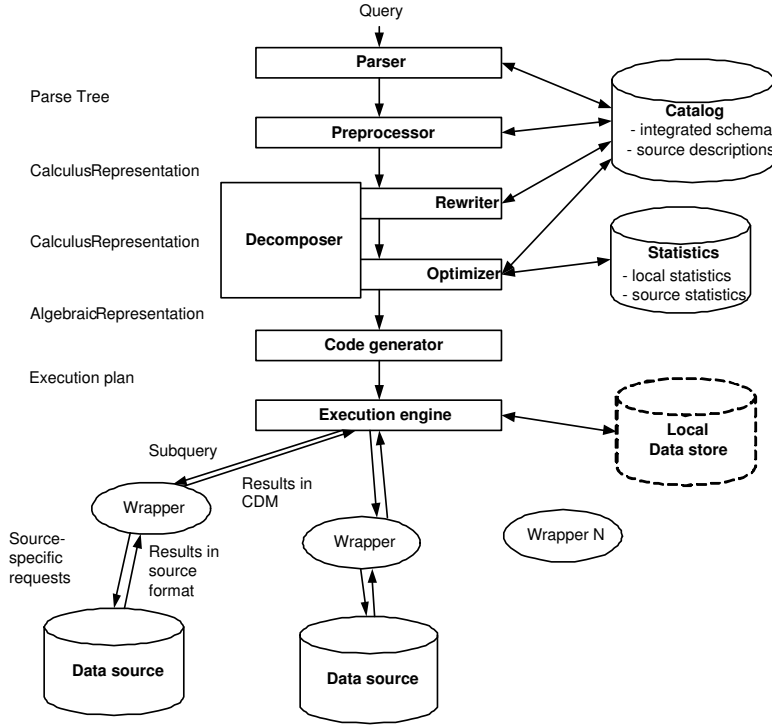 Query
Parser
Parse Tree
Catalog
- integrated schema
- source descriptions
Preprocessor
CalculusRepresentation
Rewriter
Decomposer
CalculusRepresentation
Statistics
- local statistics
- source statistics
Optimizer
AlgebraicRepresentation
Code generator
Execution plan
Execution engine
Local
Data store
Subquery
Results in
CDM
Wrapper
Wrapper
Wrapper N
Source-
specific
requests
Results in
source
format
Data source
Data source